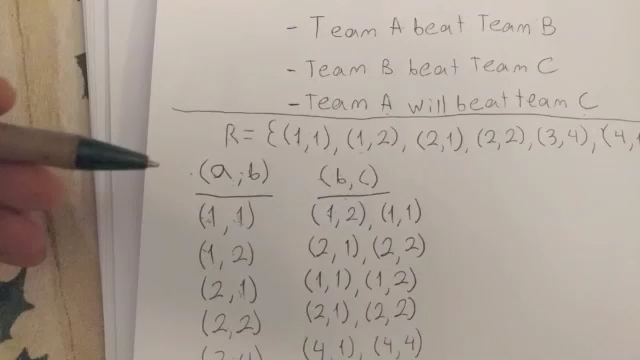 - Team A beat Team B
- Team B beat Team C
- Team A will beat team C
R = {(1,1), (1,2), (2,1), (2,2), (3,4), (4,1
(a,b) (b,c)
(1,1) (1,2), (1,1)
(1,2) (2,1), (2,2)
(2,1) (1,1), (1,2)
(2,2) (2,1), (2,2)
(4,1), (4,4)